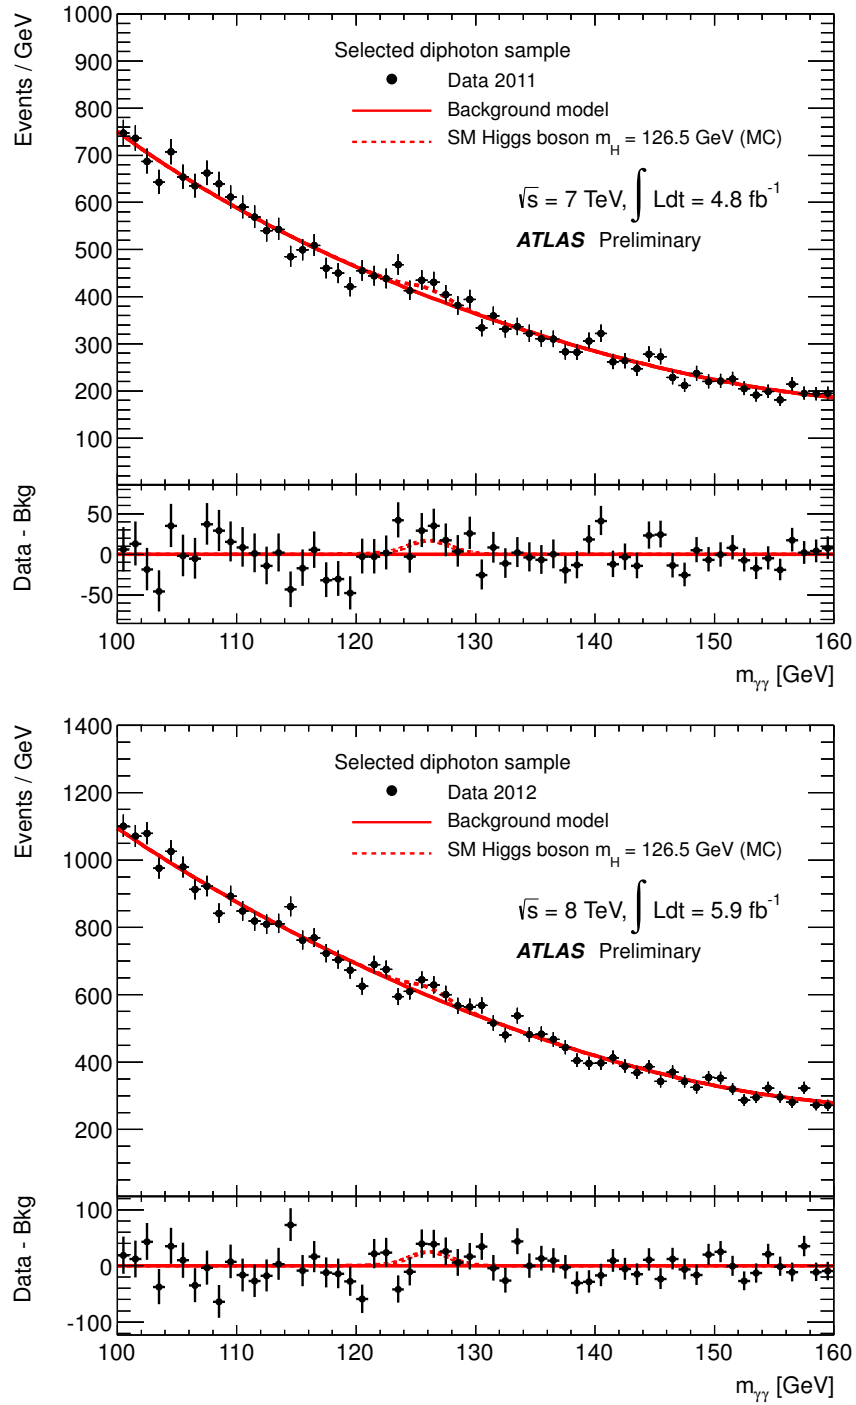 1000
900
800
700
600
500
400
300
200
100
Events / GeV
Selected diphoton sample
Data 2011
Background model
SM Higgs boson m_H = 126.5 GeV (MC)
√s = 7 TeV, ∫ Ldt = 4.8 fb⁻¹
ATLAS Preliminary
Data - Bkg
50
0
-50
100 110 120 130 140 150 160
m_γγ [GeV]
1400
1200
1000
800
600
400
200
Events / GeV
Selected diphoton sample
Data 2012
Background model
SM Higgs boson m_H = 126.5 GeV (MC)
√s = 8 TeV, ∫ Ldt = 5.9 fb⁻¹
ATLAS Preliminary
Data - Bkg
100
0
-100
100 110 120 130 140 150 160
m_γγ [GeV]